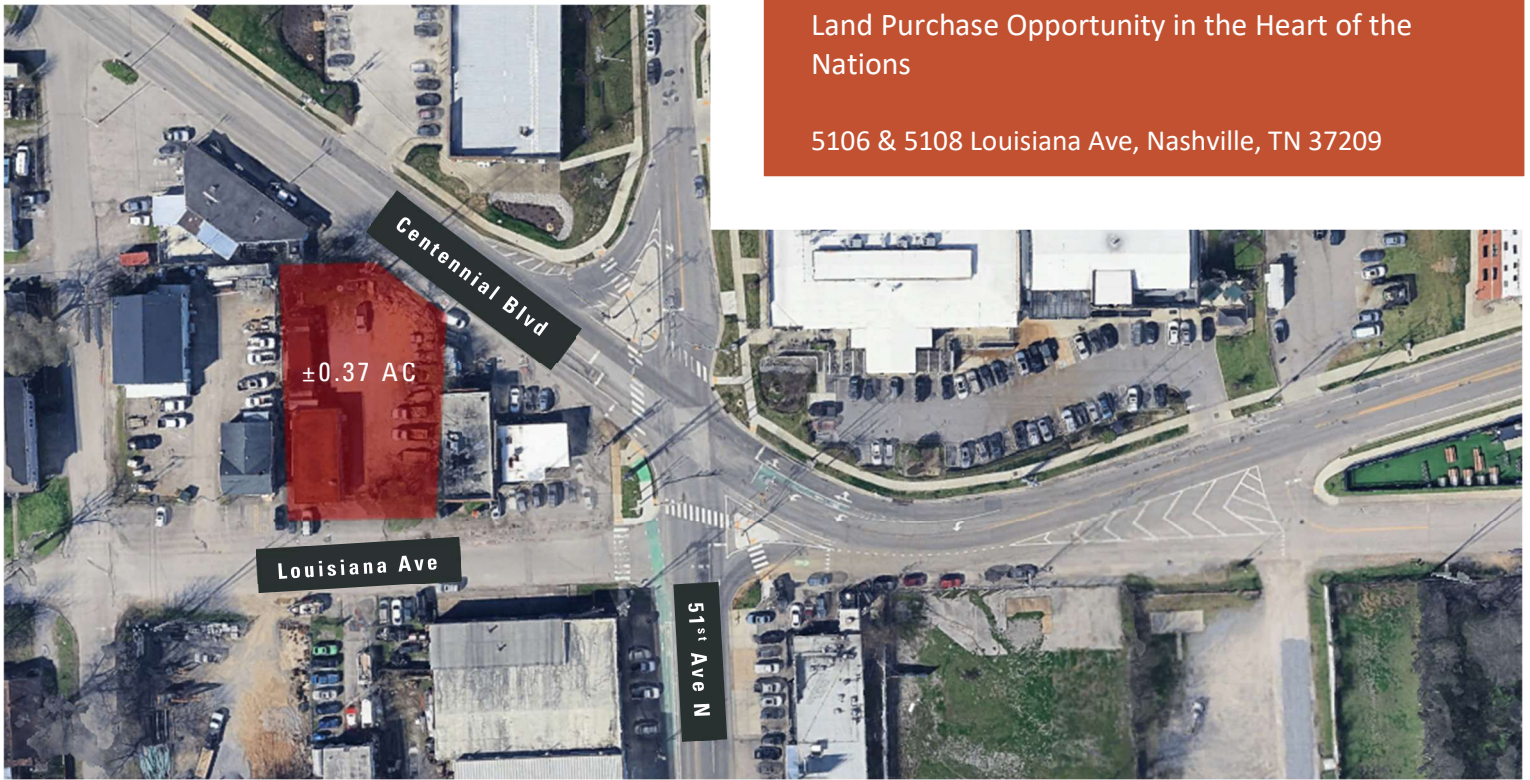 Land Purchase Opportunity in the Heart of the
Nations
5106 & 5108 Louisiana Ave, Nashville, TN 37209
Centennial Blvd
±0.37 AC
Louisiana Ave
51st Ave N